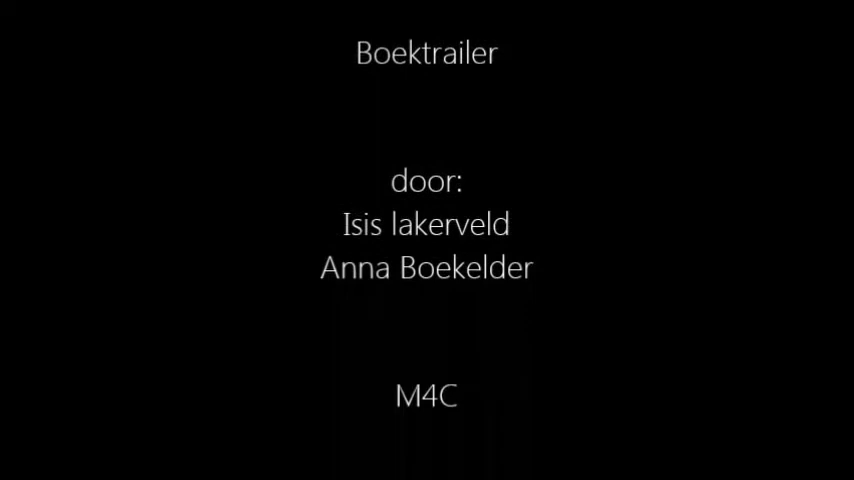 Boektrailer
door:
Isis lakerveld
Anna Boekelder
M4C